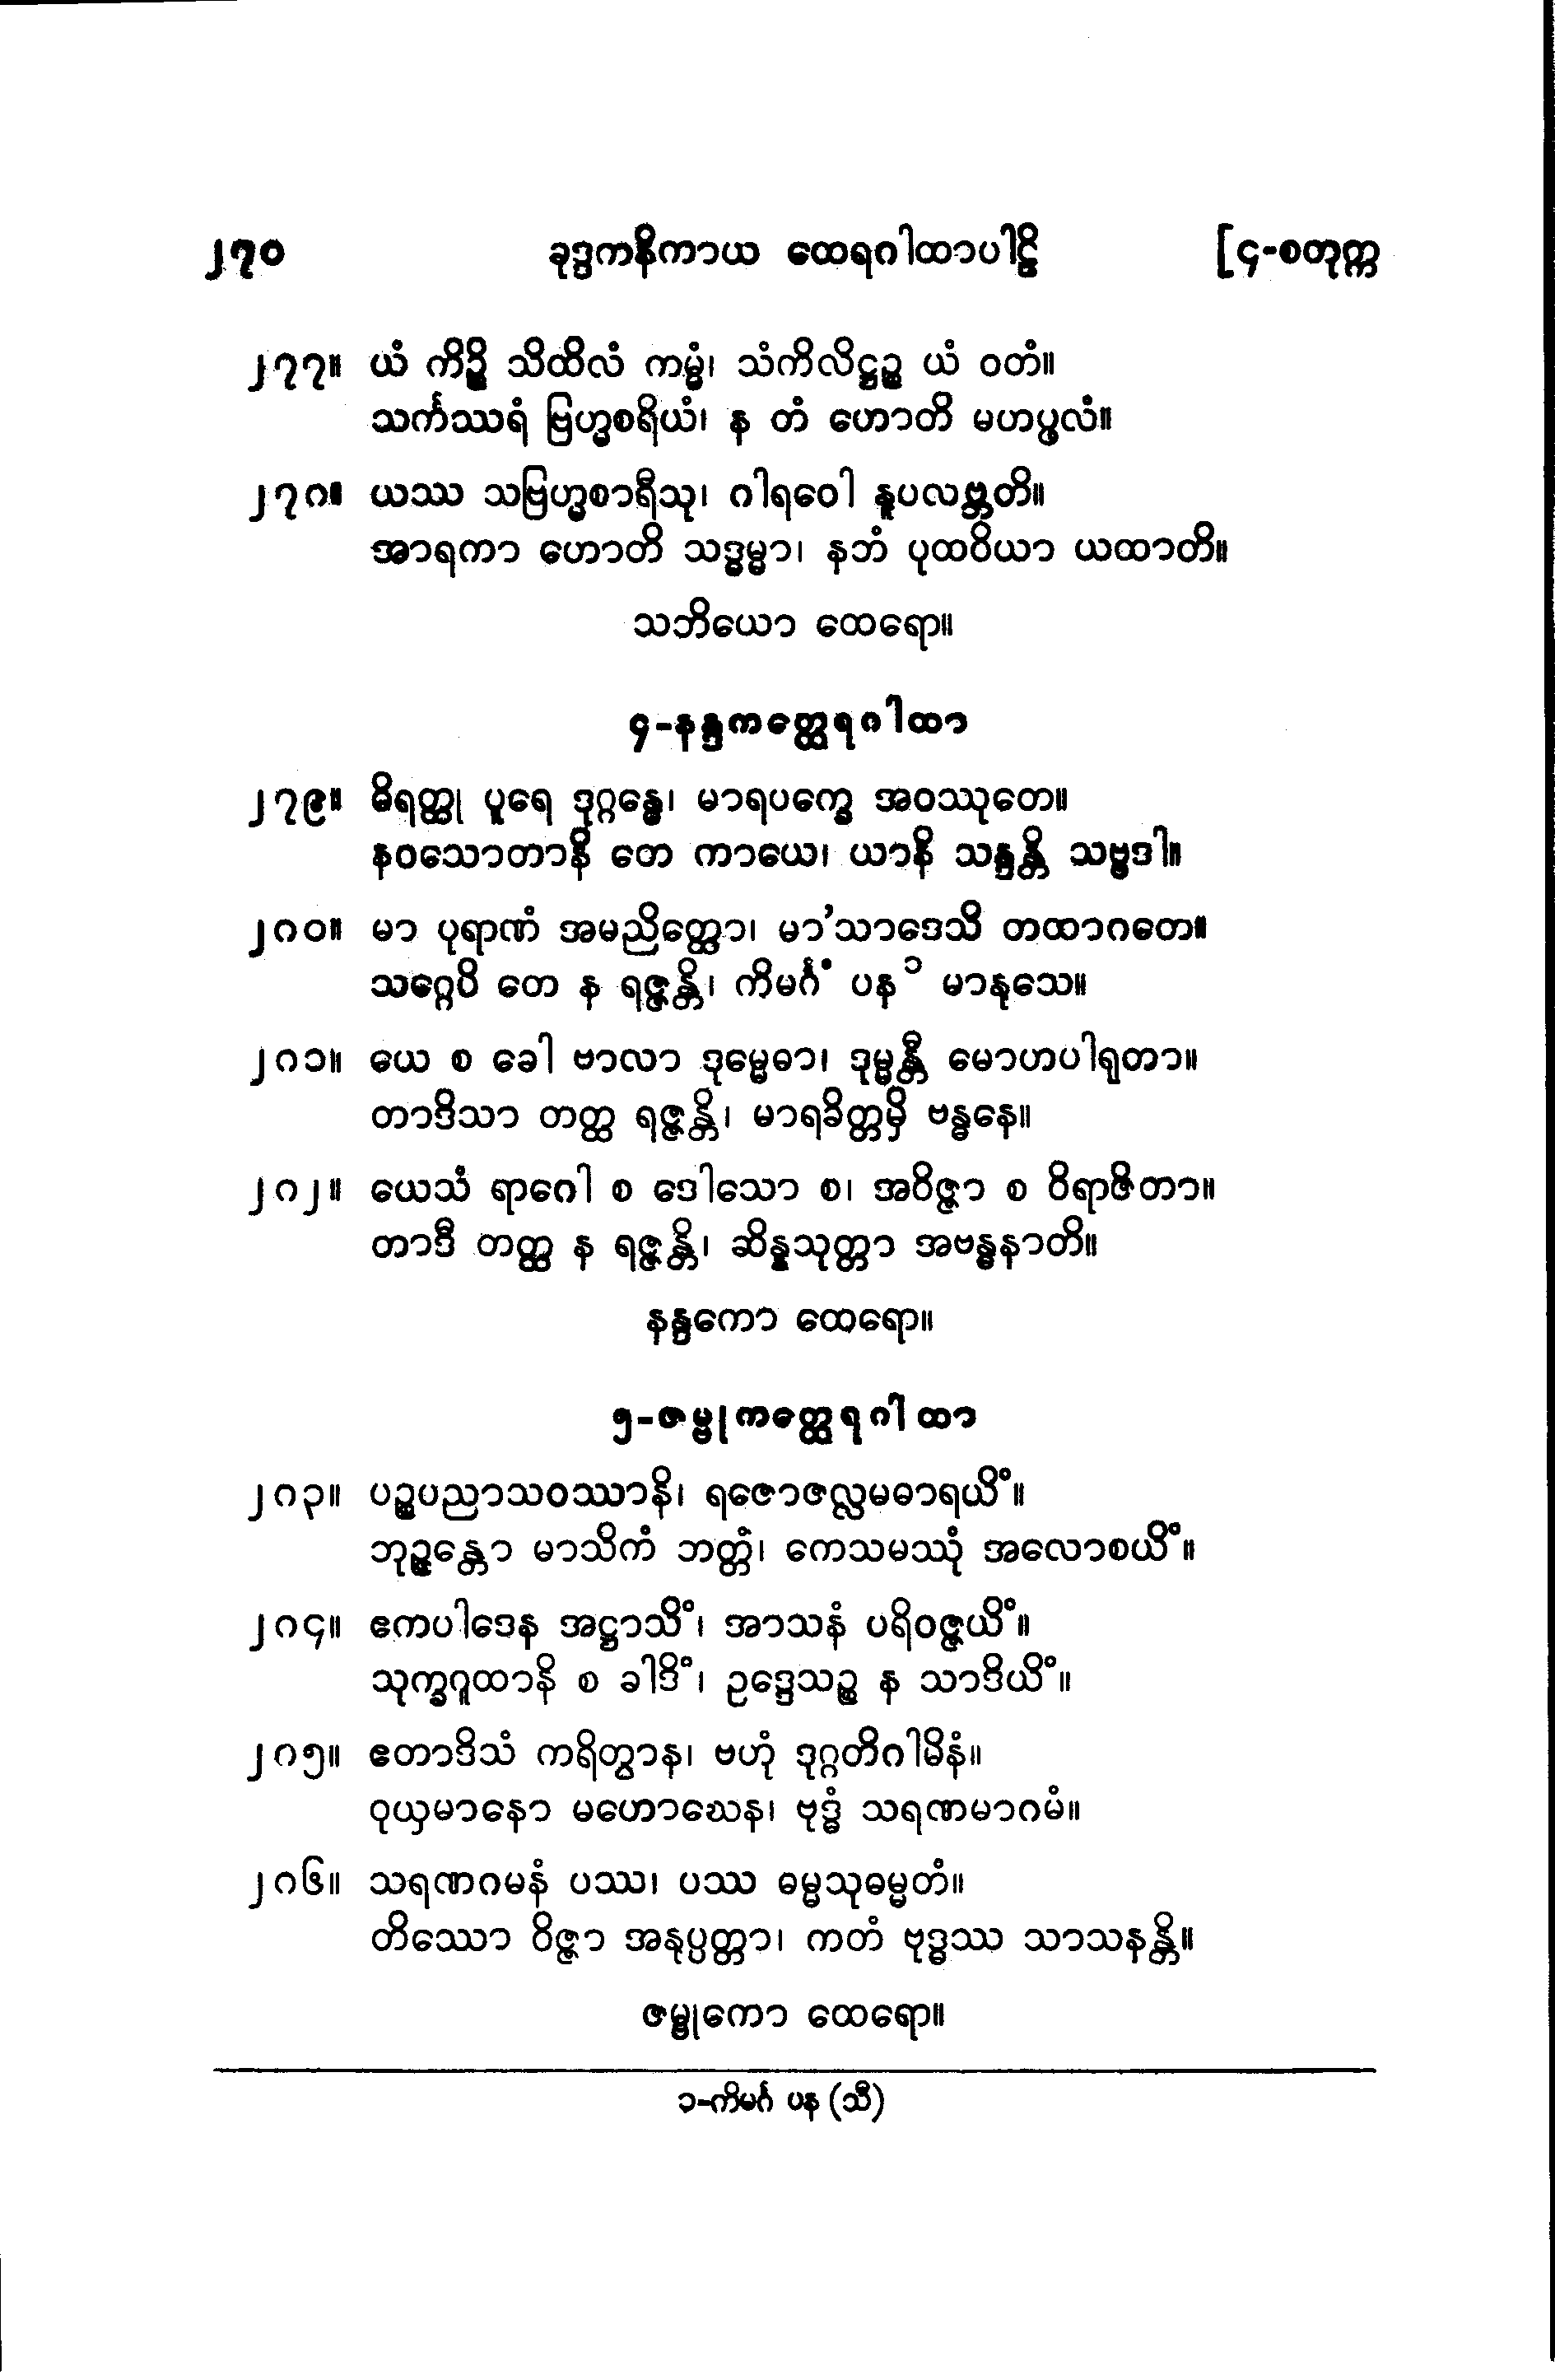 ၂၇၀ ခုဒ္ဒကနိကာယ ထေရဂါထာပါဠိ [၄-စတုက္က
၂၇၇။ ယံ ကိဉ္စိ သိထိလံ ကမ္မံ၊ သံကိလိဋ္ဌဉ္စ ယံ ဝတံ။
သင်္ကဿရံ ဗြဟ္မစရိယံ၊ န တံ ဟောတိ မဟပ္ဖလံ။
၂၇၈။ ယဿ သဗြဟ္မစာရီသု၊ ဂါရဝေါ နူပလဗ္ဘတိ။
အာရကာ ဟောတိ သဒ္ဓမ္မာ၊ နဘံ ပုထဝိယာ ယထာတိ။
သဘိယော ထေရော။
၄-နန္ဒကတ္ထေရဂါထာ
၂၇၉။ ဓိရတ္ထု ပူရေ ဒုဂ္ဂန္ဓေ၊ မာရပက္ခေ အဝဿုတေ။
နဝသောတာနိ တေ ကာယေ၊ ယာနိ သန္ဒန္တိ သဗ္ဗဒါ။
၂၈၀။ မာ ပုရာဏံ အမညိတ္ထော၊ မာ’သာဒေသိ တထာဂတေ။
သဂ္ဂေပိ တေ န ရဇ္ဇန္တိ၊ ကိမင်္ဂံ ပန၁ မာနုသေ။
၂၈၁။ ယေ စ ခေါ ဗာလာ ဒုမ္မေဓာ၊ ဒုမ္မန္တီ မောဟပါရုတာ။
တာဒိသာ တတ္ထ ရဇ္ဇန္တိ၊ မာရခိတ္တမှိ ဗန္ဓနေ။
၂၈၂။ ယေသံ ရာဂေါ စ ဒေါသော စ၊ အဝိဇ္ဇာ စ ဝိရာဇိတာ။
တာဒီ တတ္ထ န ရဇ္ဇန္တိ၊ ဆိန္နသုတ္တာ အဗန္ဓနာတိ။
နန္ဒကော ထေရော။
၅-ဇမ္ဗုကတ္ထေရဂါထာ
၂၈၃။ ပဉ္စပညာသဝဿာနိ၊ ရဇောဇလ္လမဓာရယိံ။
ဘုဉ္ဇန္တော မာသိကံ ဘတ္တံ၊ ကေသမဿုံ အလောစယိံ။
၂၈၄။ ဧကပါဒေန အဋ္ဌာသိံ၊ အာသနံ ပရိဝဇ္ဇယိံ။
သုက္ခဂူထာနိ စ ခါဒိံ၊ ဥဒ္ဒေသဉ္စ န သာဒိယိံ။
၂၈၅။ ဧတာဒိသံ ကရိတွာန၊ ဗဟုံ ဒုဂ္ဂတိဂါမိနံ။
ဝုယှမာနော မဟောဃေန၊ ဗုဒ္ဓံ သရဏမာဂမံ။
၂၈၆။ သရဏဂမနံ ပဿ၊ ပဿ ဓမ္မသုဓမ္မတံ။
တိဿော ဝိဇ္ဇာ အနုပ္ပတ္တာ၊ ကတံ ဗုဒ္ဓဿ သာသနန္တိ။
ဇမ္ဗုကော ထေရော။
၁-ကိမင်္ဂ ပန (သီ)